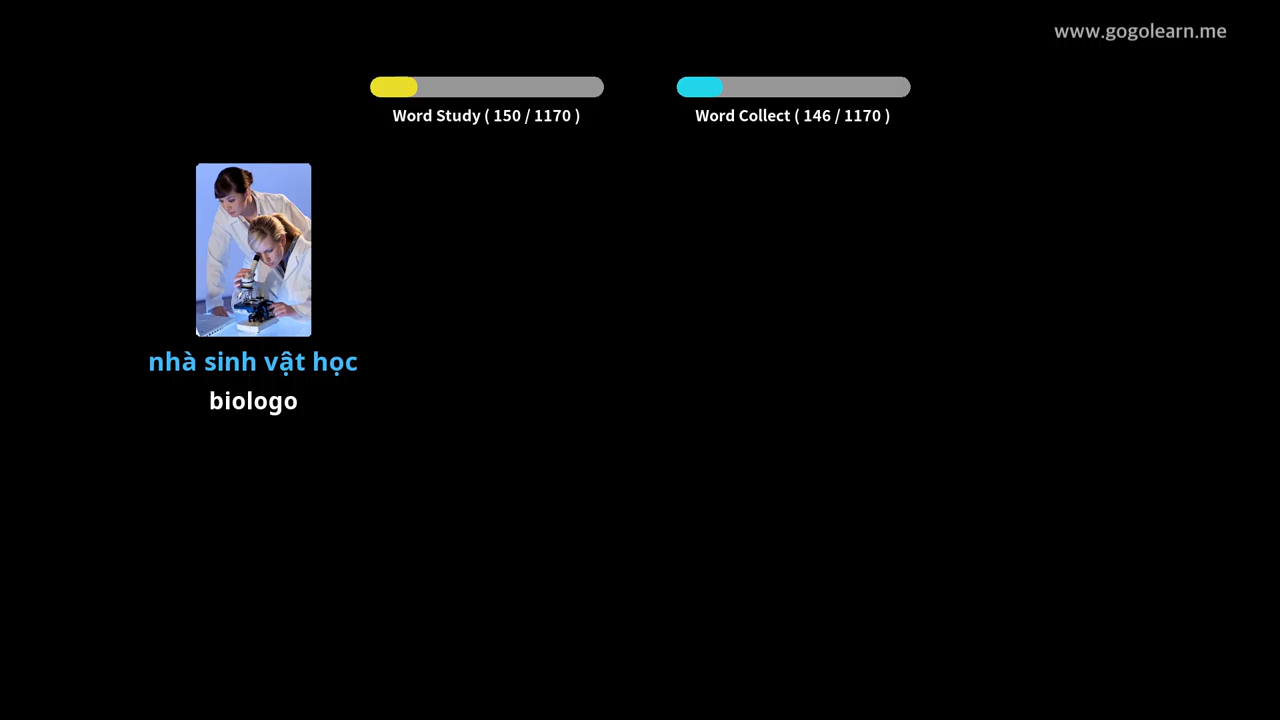 www.gogolearn.me
Word Study ( 150 / 1170 )
Word Collect ( 146 / 1170 )
nhà sinh vật học
biologo